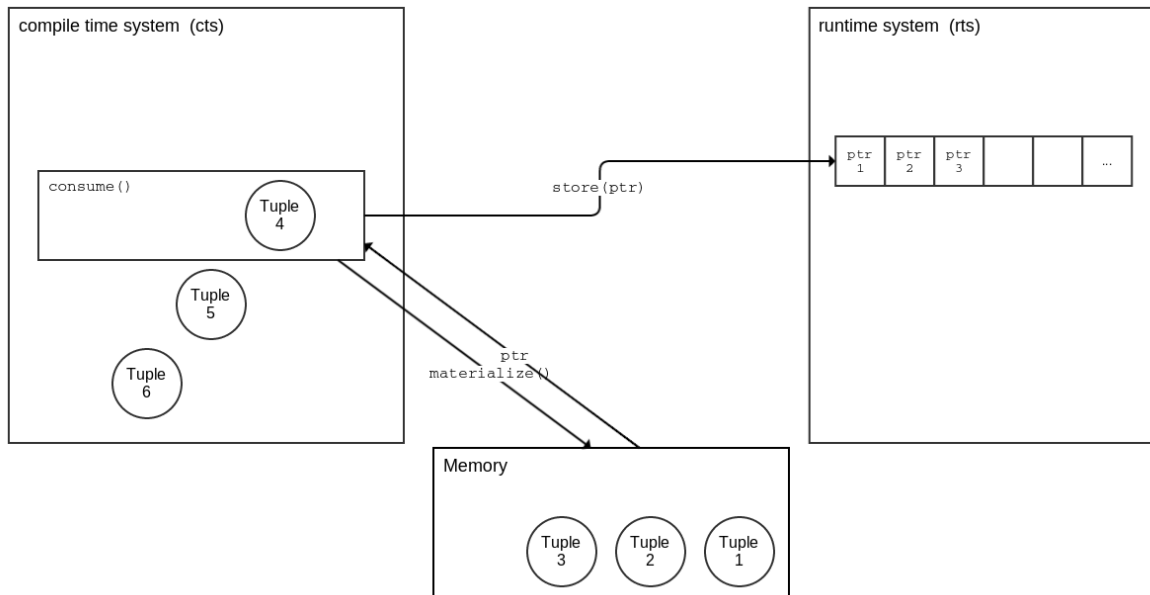 compile time system  (cts)
runtime system  (rts)
ptr
1
ptr
2
ptr
3
...
consume()
Tuple
4
store(ptr)
Tuple
5
Tuple
6
ptr
materialize()
Memory
Tuple
3
Tuple
2
Tuple
1